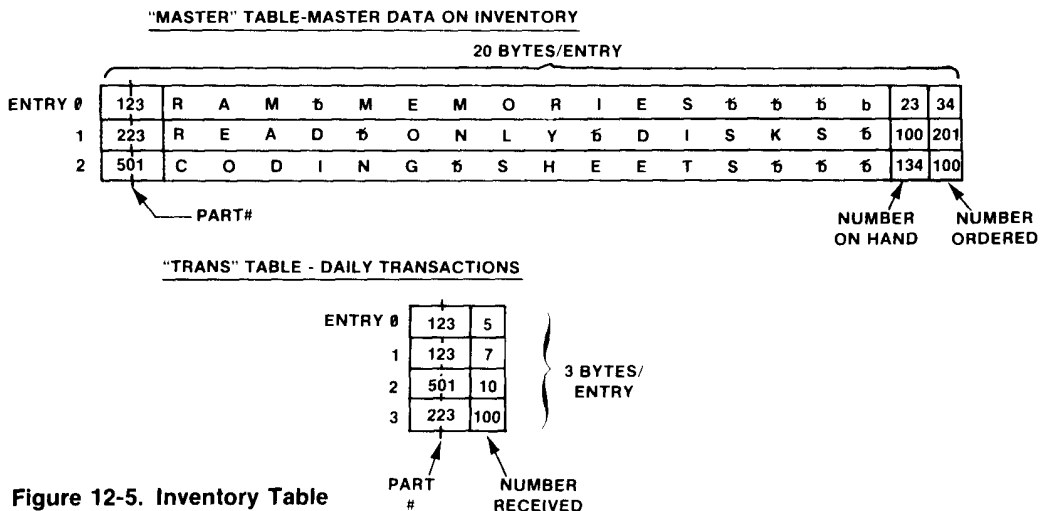 "MASTER" TABLE-MASTER DATA ON INVENTORY
20 BYTES/ENTRY
ENTRY 0 123 R A M ƀ M E M O R I E S ƀ ƀ ƀ b 23 34
1 223 R E A D ƀ O N L Y ƀ D I S K S ƀ 100 201
2 501 C O D I N G ƀ S H E E T S ƀ ƀ ƀ 134 100
PART#
NUMBER ON HAND
NUMBER ORDERED
"TRANS" TABLE - DAILY TRANSACTIONS
ENTRY 0 123 5
1 123 7
2 501 10
3 223 100
3 BYTES/
ENTRY
PART
#
NUMBER
RECEIVED
Figure 12-5. Inventory Table